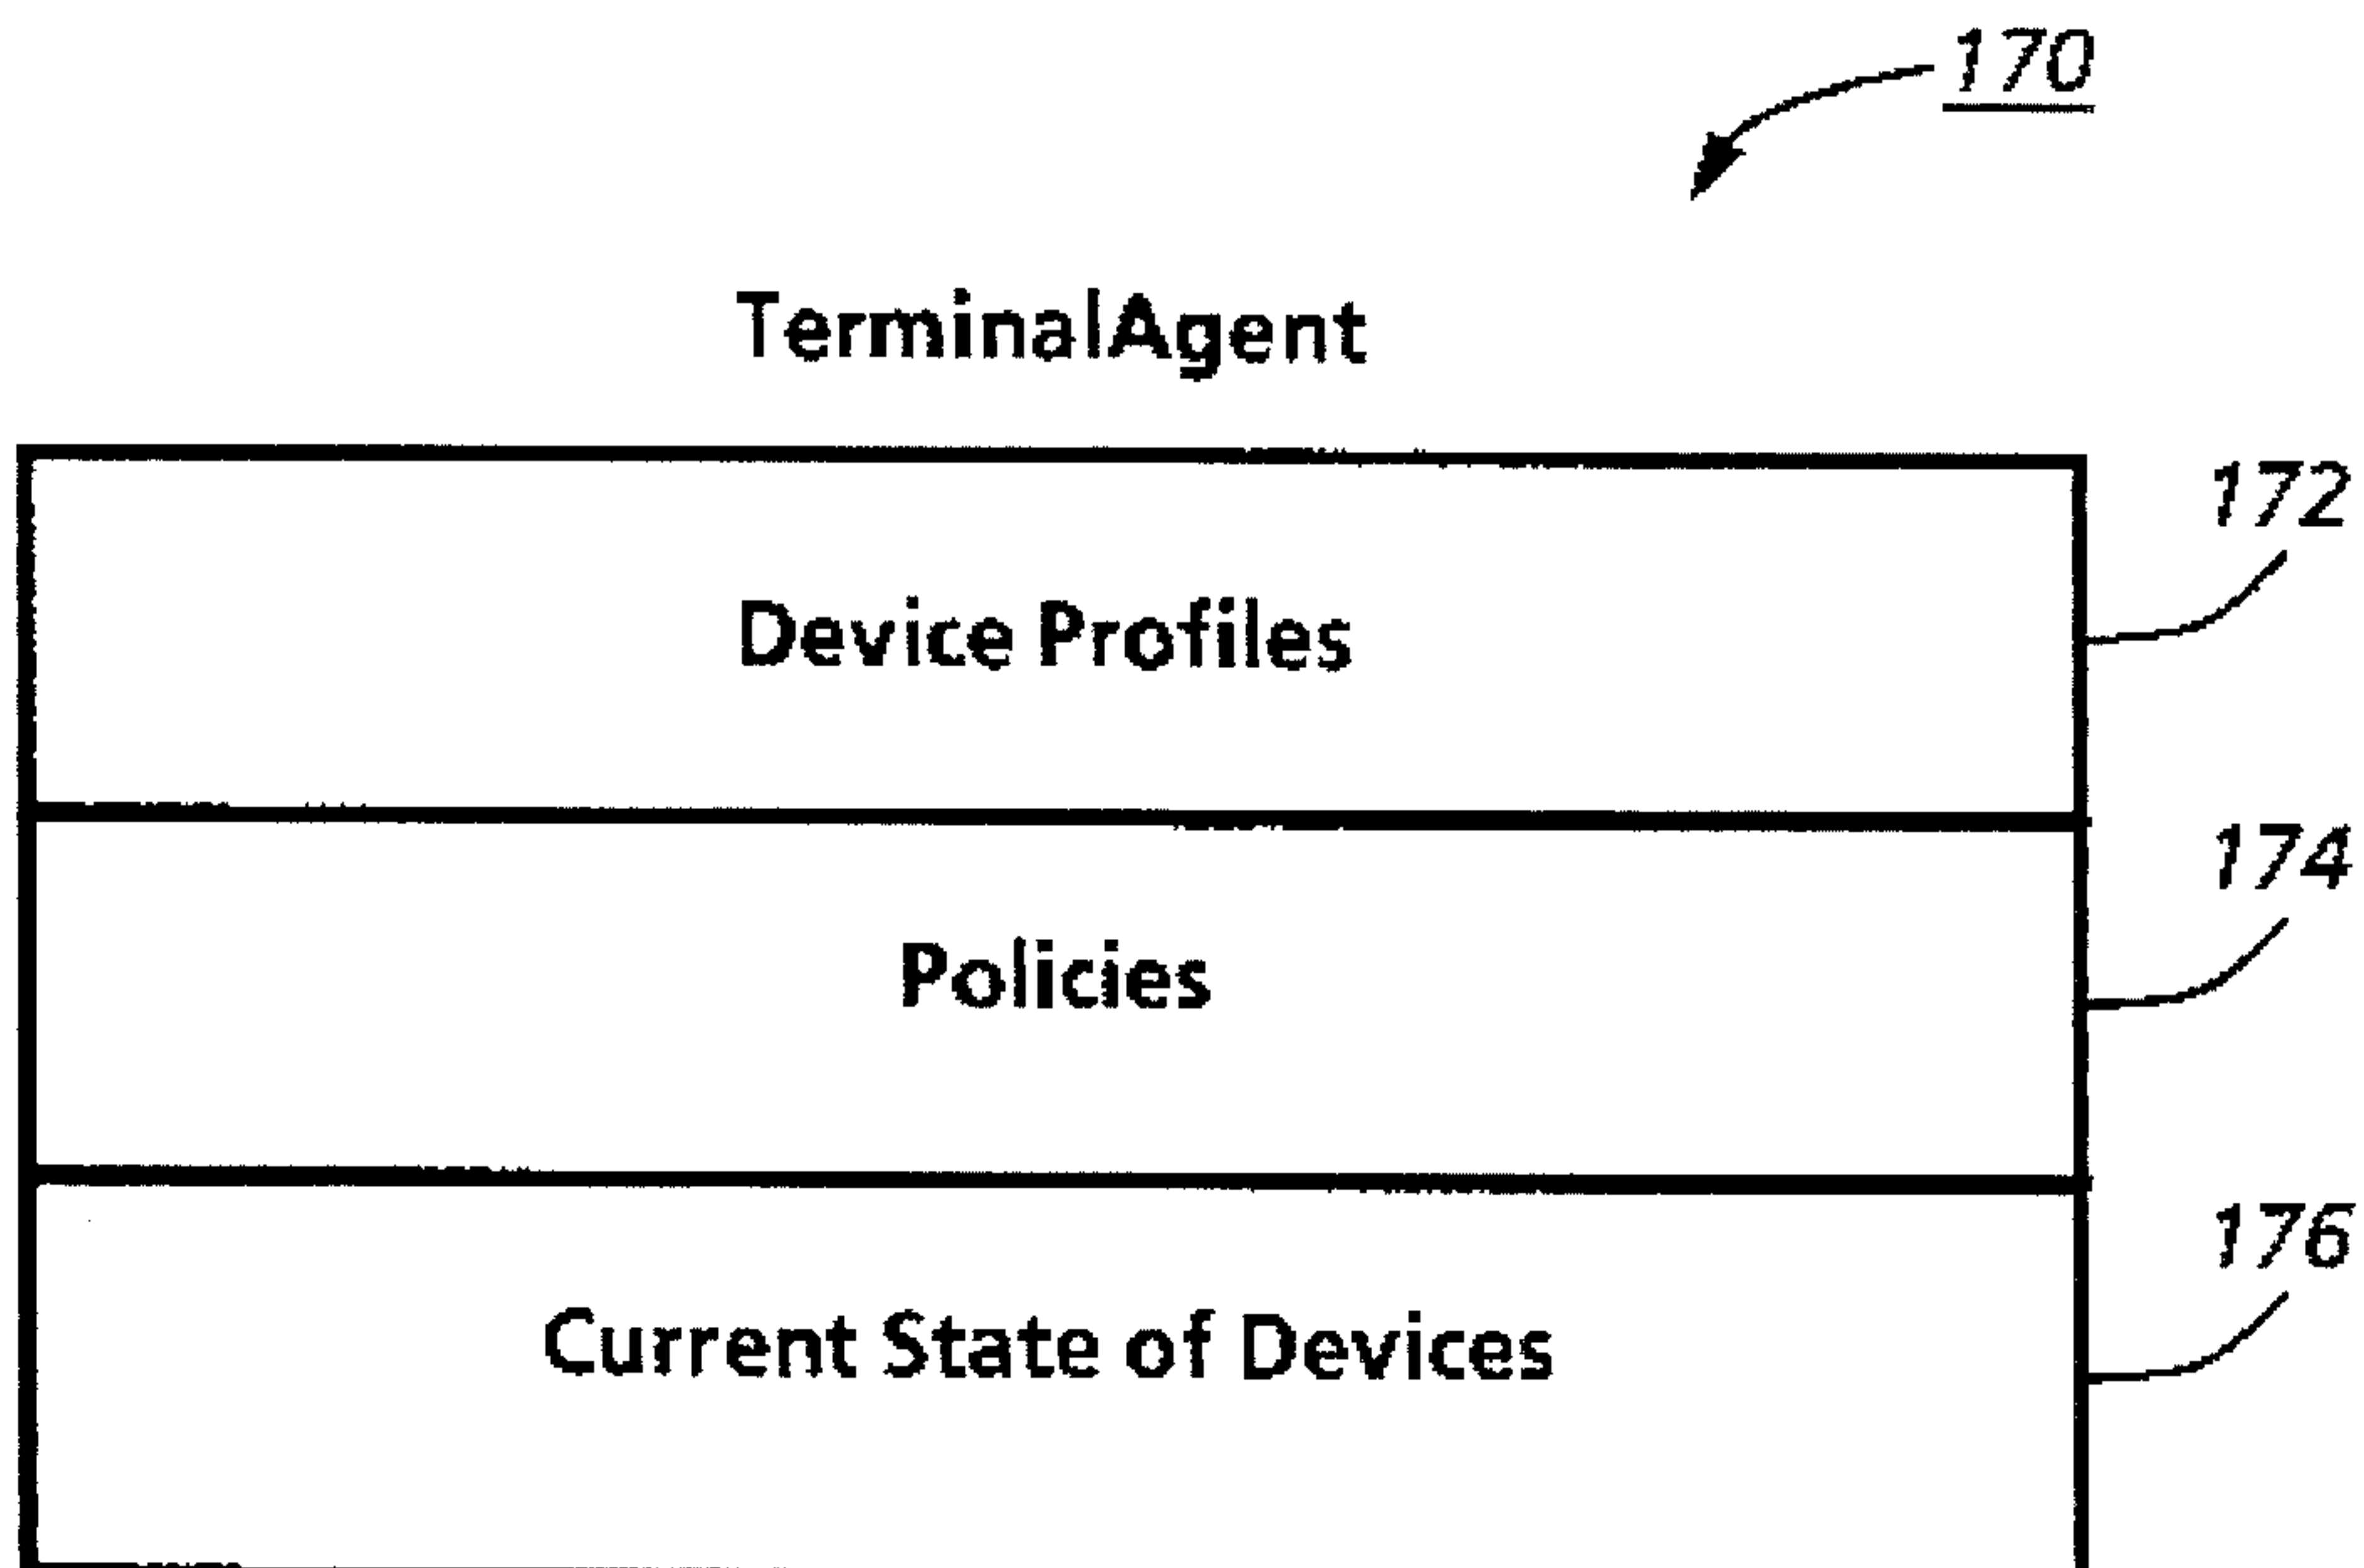 170
TerminalAgent
172
Device Profiles
174
Policies
176
Current State of Devices